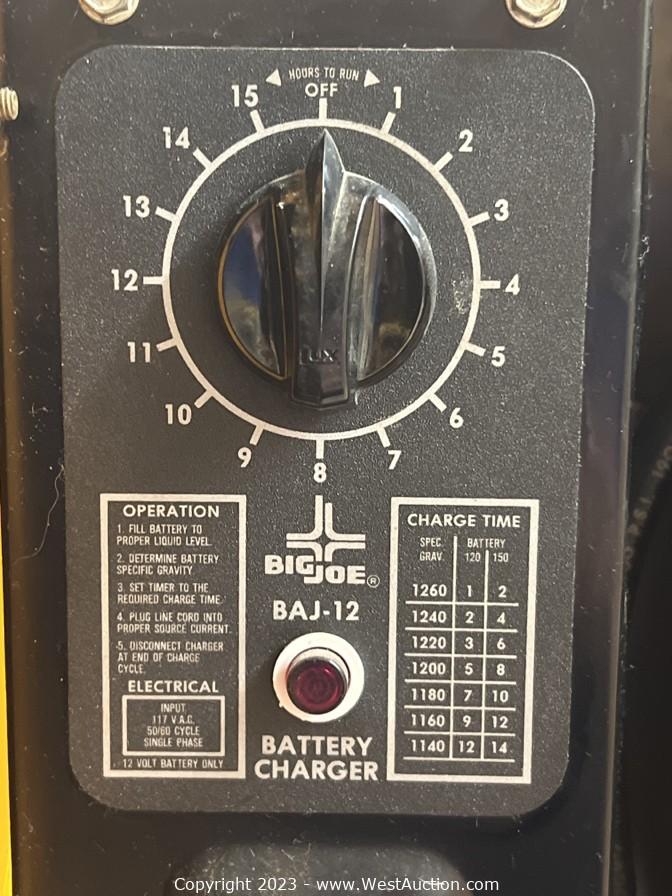 HOURS TO RUN
OFF
1
2
3
4
5
6
7
8
9
10
11
12
13
14
15
LUX
OPERATION
1. FILL BATTERY TO
PROPER LIQUID LEVEL.
2. DETERMINE BATTERY
SPECIFIC GRAVITY.
3. SET TIMER TO THE
REQUIRED CHARGE TIME.
4. PLUG LINE CORD INTO
PROPER SOURCE CURRENT.
5. DISCONNECT CHARGER
AT END OF CHARGE
CYCLE.
ELECTRICAL
INPUT
117 V.A.C.
50/60 CYCLE
SINGLE PHASE
12 VOLT BATTERY ONLY
BIG JOE®
BAJ-12
BATTERY
CHARGER
CHARGE TIME
SPEC. BATTERY
GRAV. 120 150
1260 1 2
1240 2 4
1220 3 6
1200 5 8
1180 7 10
1160 9 12
1140 12 14
Copyright 2023 - www.WestAuction.com